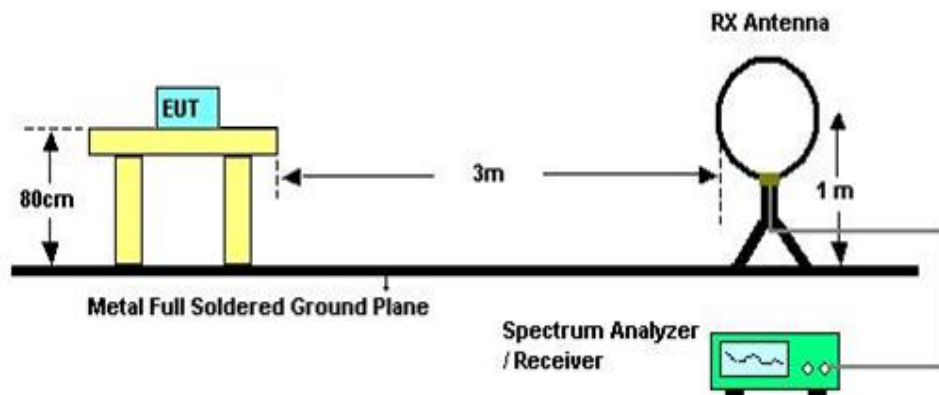 RX Antenna
EUT
3m
80cm
1 m
Metal Full Soldered Ground Plane
Spectrum Analyzer
/ Receiver